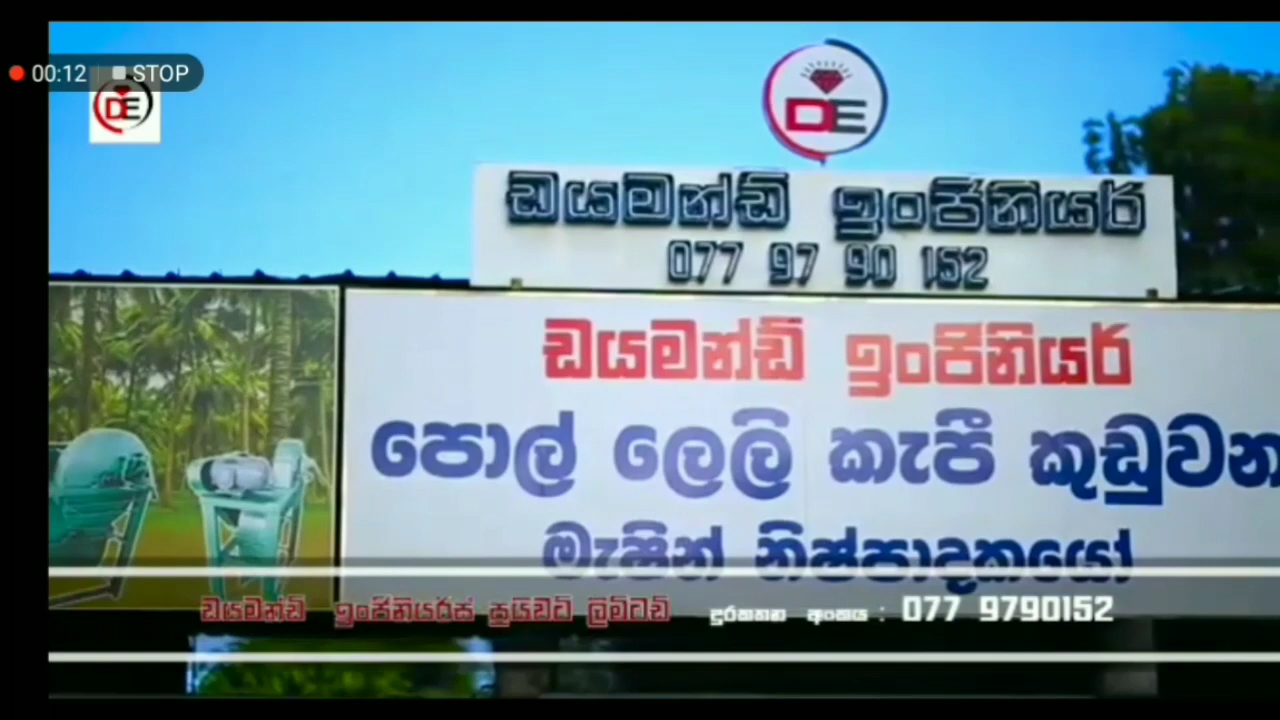 00:12 STOP
DE
DE
ඩයමන්ඩ් ඉංජිනියර්
077 97 90 152
ඩයමන්ඩ් ඉංජිනියර්
පොල් ලෙලි කැපී කුඩුවන
මැෂින් නිෂ්පාදකයෝ
ඩයමන්ඩ් ඉංජිනියර්ස් ප්‍රයිවට් ලිමිටඩ් දුරකතන අංකය : 077 9790152